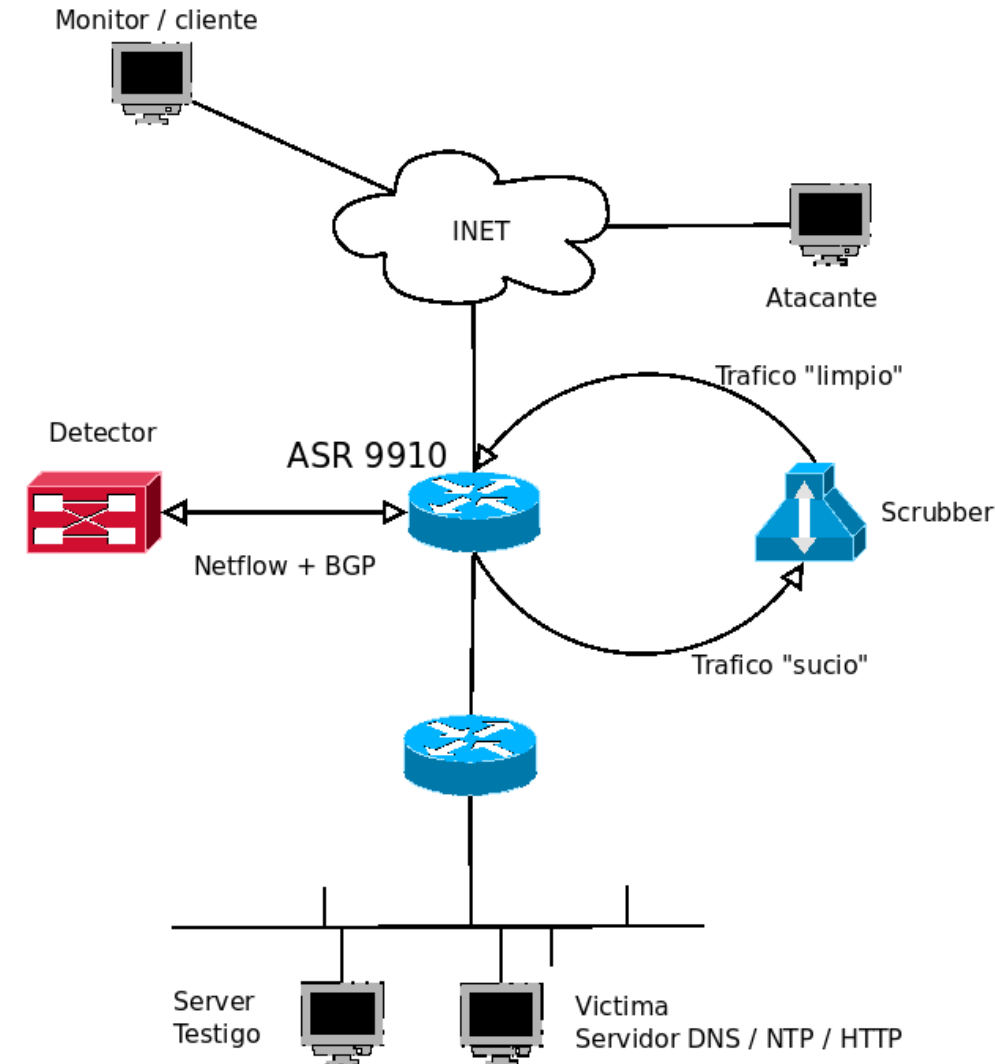 Monitor / cliente
INET
Atacante
Trafico "limpio"
Detector
ASR 9910
Scrubber
Netflow + BGP
Trafico "sucio"
Server
Testigo
Victima
Servidor DNS / NTP / HTTP